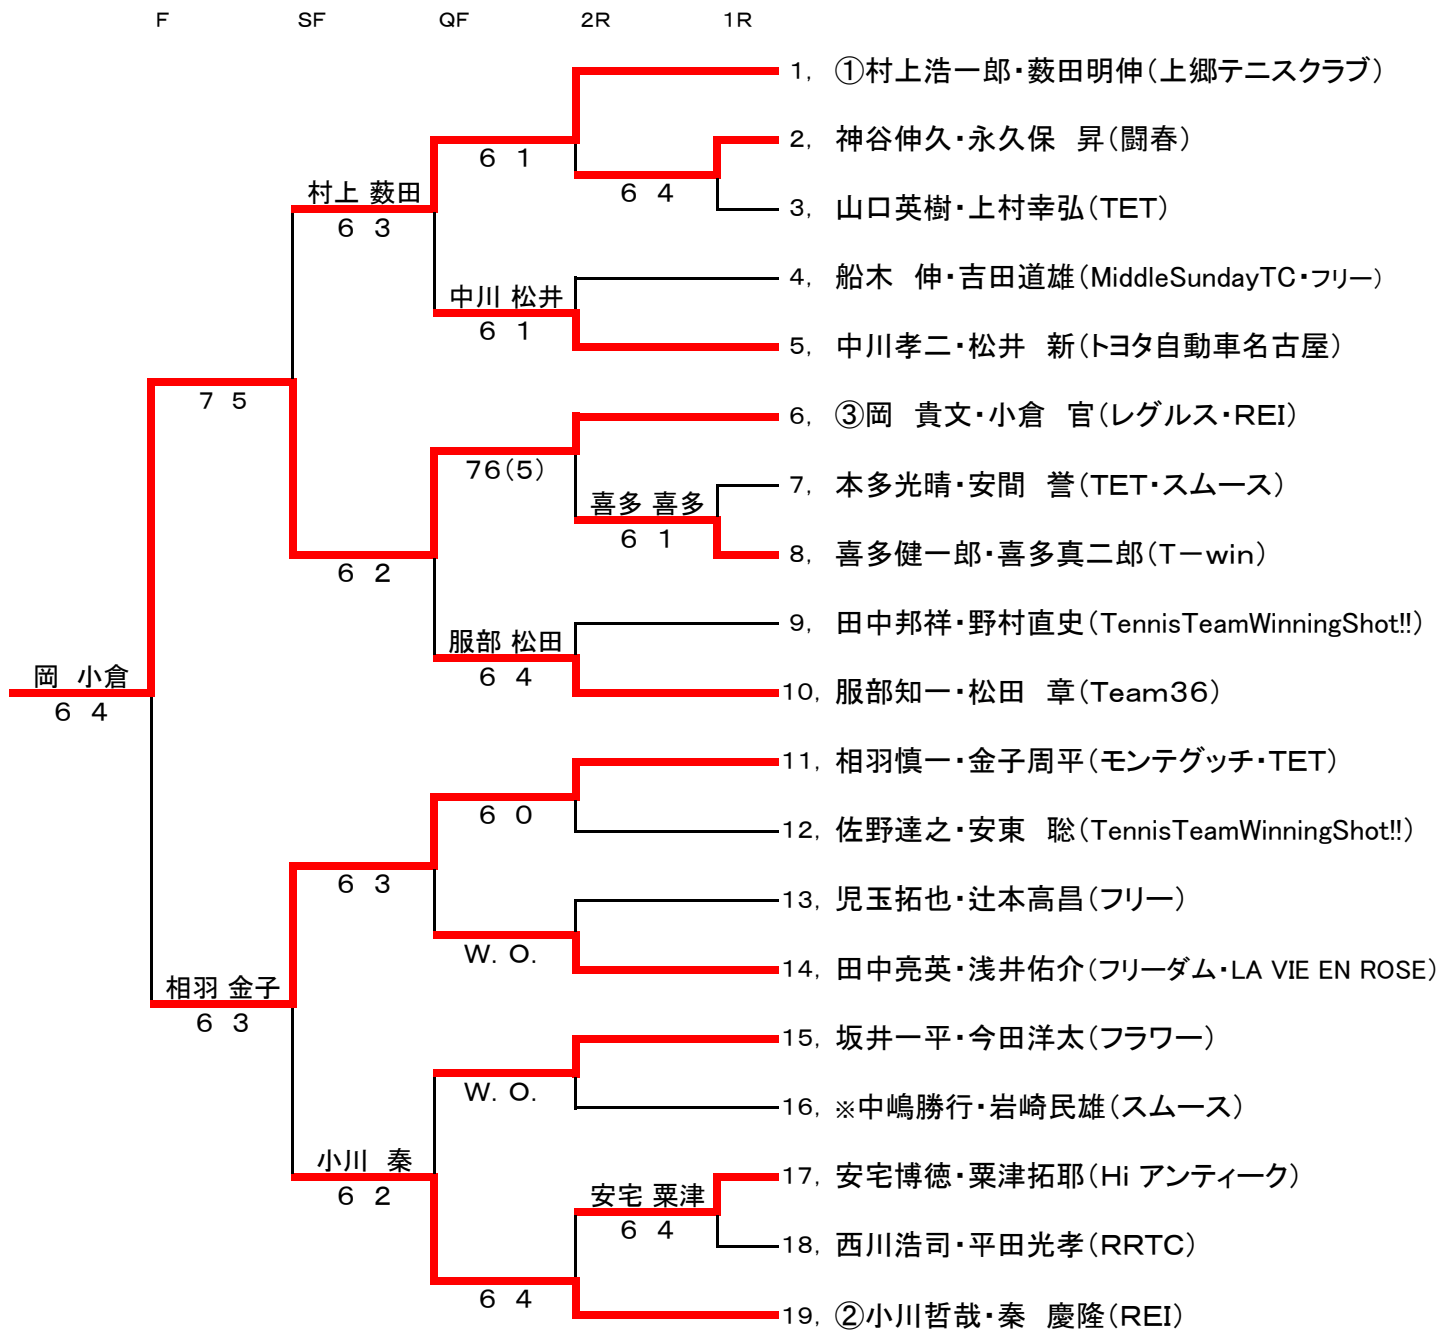 F SF QF 2R 1R
1, ①村上浩一郎・薮田明伸(上郷テニスクラブ)
2, 神谷伸久・永久保 昇(闘春)
6 1
村上 薮田
6 4
3, 山口英樹・上村幸弘(TET)
6 3
4, 船木 伸・吉田道雄(MiddleSundayTC・フリー)
中川 松井
6 1
5, 中川孝二・松井 新(トヨタ自動車名古屋)
7 5
6, ③岡 貴文・小倉 官(レグルス・REI)
76(5)
7, 本多光晴・安間 誉(TET・スムース)
喜多 喜多
6 1
8, 喜多健一郎・喜多真二郎(T-win)
6 2
9, 田中邦祥・野村直史(TennisTeamWinningShot!!)
服部 松田
6 4
岡 小倉
6 4
10, 服部知一・松田 章(Team36)
11, 相羽慎一・金子周平(モンテグッチ・TET)
6 0
12, 佐野達之・安東 聡(TennisTeamWinningShot!!)
6 3
13, 児玉拓也・辻本高昌(フリー)
W. O.
14, 田中亮英・浅井佑介(フリーダム・LA VIE EN ROSE)
相羽 金子
6 3
15, 坂井一平・今田洋太(フラワー)
W. O.
16, ※中嶋勝行・岩崎民雄(スムース)
小川 秦
6 2
17, 安宅博徳・粟津拓耶(Hi アンティーク)
安宅 粟津
6 4
18, 西川浩司・平田光孝(RRTC)
6 4
19, ②小川哲哉・秦 慶隆(REI)